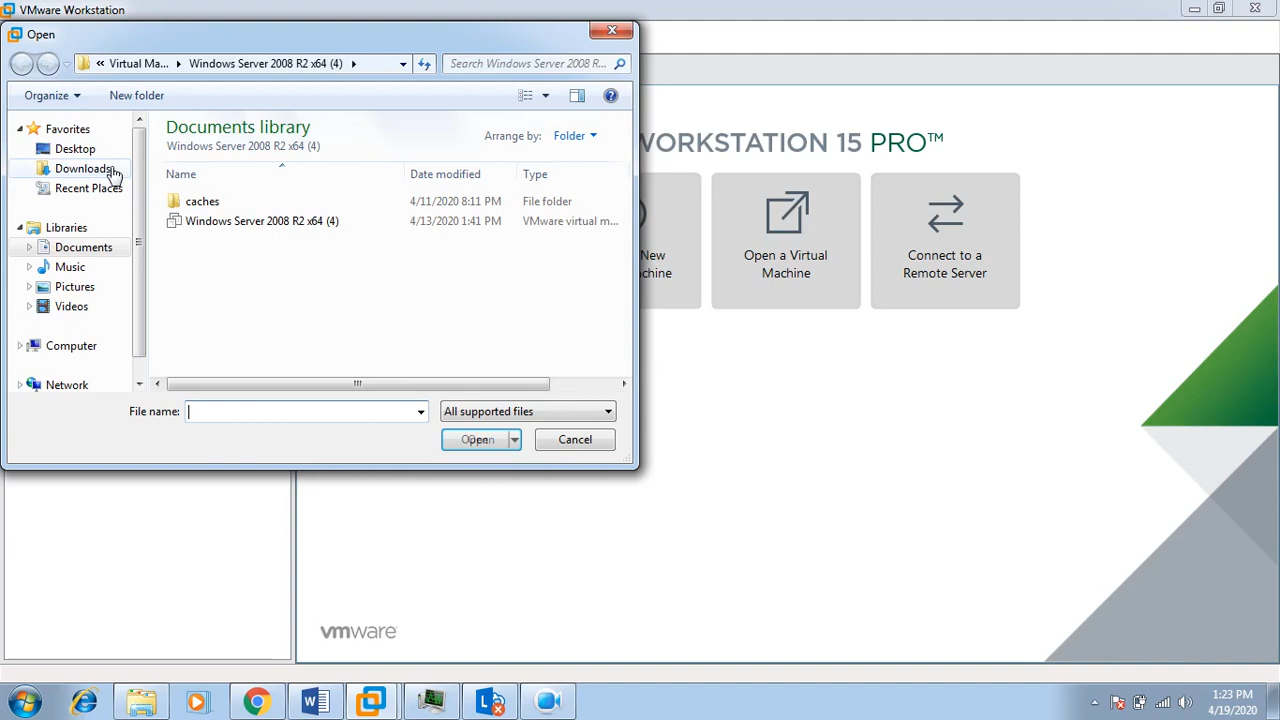 VMware Workstation
Open
« Virtual Ma... Windows Server 2008 R2 x64 (4)
Search Windows Server 2008 R...
Organize
New folder
Favorites
Desktop
Downloads
Recent Places
Libraries
Documents
Music
Pictures
Videos
Computer
Network
Documents library
Windows Server 2008 R2 x64 (4)
Arrange by: Folder
Name Date modified Type
caches 4/11/2020 8:11 PM File folder
Windows Server 2008 R2 x64 (4) 4/13/2020 1:41 PM VMware virtual m...
File name:
All supported files
Open
Cancel
WORKSTATION 15 PRO™
New
Open a Virtual
Machine
Connect to a
Remote Server
vmware
1:23 PM
4/19/2020